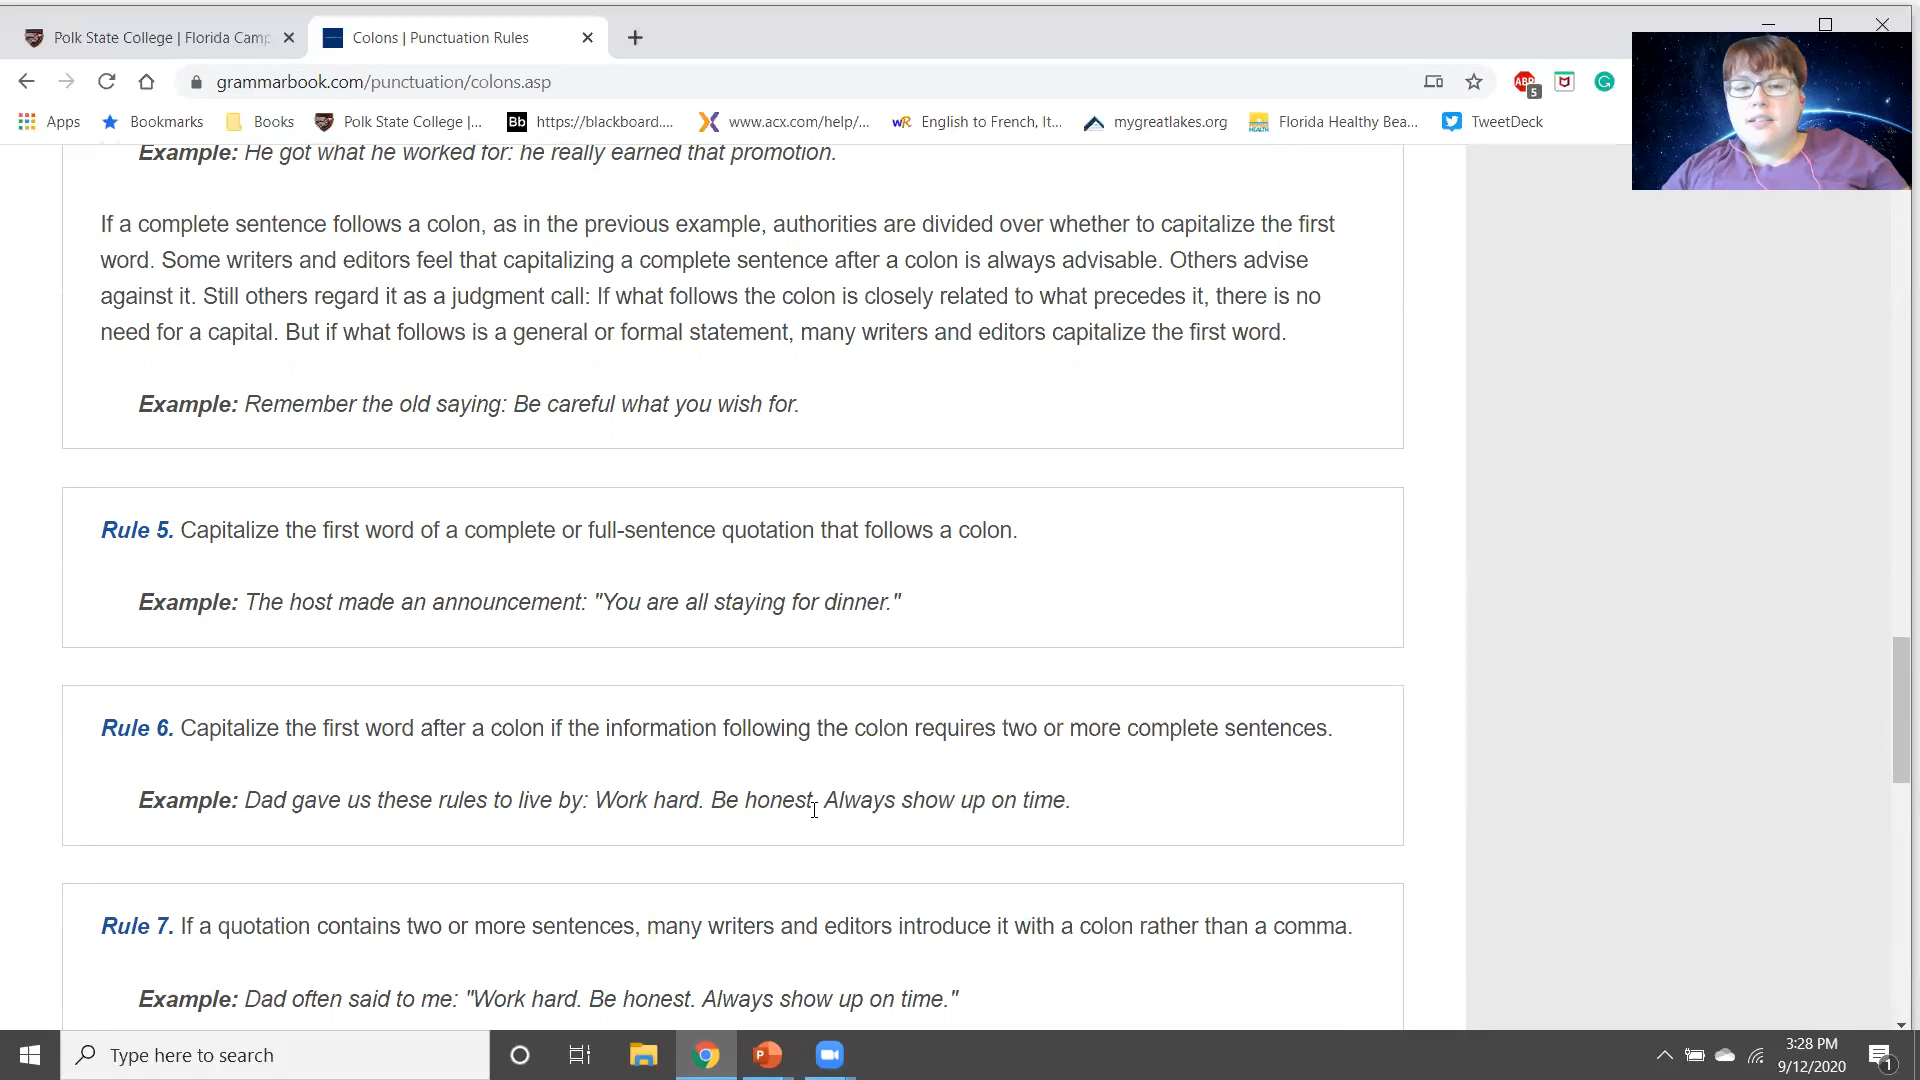 Polk State College | Florida Camp
Colons | Punctuation Rules
grammarbook.com/punctuation/colons.asp
ABP
5
Apps
Bookmarks
Books
Polk State College |...
Bb
https://blackboard....
www.acx.com/help/...
WR
English to French, It...
mygreatlakes.org
Florida Healthy Bea...
TweetDeck
Example: He got what he worked for: he really earned that promotion.
If a complete sentence follows a colon, as in the previous example, authorities are divided over whether to capitalize the first
word. Some writers and editors feel that capitalizing a complete sentence after a colon is always advisable. Others advise
against it. Still others regard it as a judgment call: If what follows the colon is closely related to what precedes it, there is no
need for a capital. But if what follows is a general or formal statement, many writers and editors capitalize the first word.
Example: Remember the old saying: Be careful what you wish for.
Rule 5. Capitalize the first word of a complete or full-sentence quotation that follows a colon.
Example: The host made an announcement: "You are all staying for dinner."
Rule 6. Capitalize the first word after a colon if the information following the colon requires two or more complete sentences.
Example: Dad gave us these rules to live by: Work hard. Be honest. Always show up on time.
Rule 7. If a quotation contains two or more sentences, many writers and editors introduce it with a colon rather than a comma.
Example: Dad often said to me: "Work hard. Be honest. Always show up on time."
Type here to search
3:28 PM
9/12/2020
1